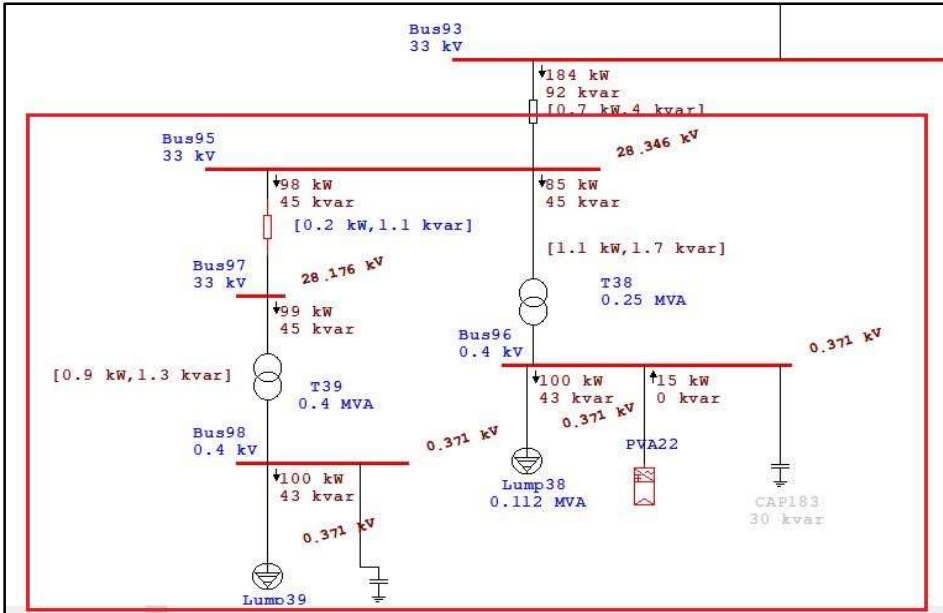 Bus93
33 kV
184 kW
92 kvar
[0.7 kW,4 kvar]
Bus95
33 kV
28.346 kV
98 kW
45 kvar
[0.2 kW,1.1 kvar]
85 kW
45 kvar
[1.1 kW,1.7 kvar]
Bus97
33 kV
28.176 kV
99 kW
45 kvar
T38
0.25 MVA
[0.9 kW,1.3 kvar]
T39
0.4 MVA
Bus96
0.4 kV
0.371 kV
100 kW
43 kvar
15 kW
0 kvar
0.371 kV
PVA22
Lump38
0.112 MVA
CAP183
30 kvar
Bus98
0.4 kV
0.371 kV
100 kW
43 kvar
0.371 kV
Lump39